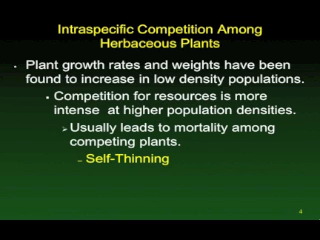 Intraspecific Competition Among
Herbaceous Plants
• Plant growth rates and weights have been
found to increase in low density populations.
• Competition for resources is more
intense at higher population densities.
➢ Usually leads to mortality among
competing plants.
– Self-Thinning
4